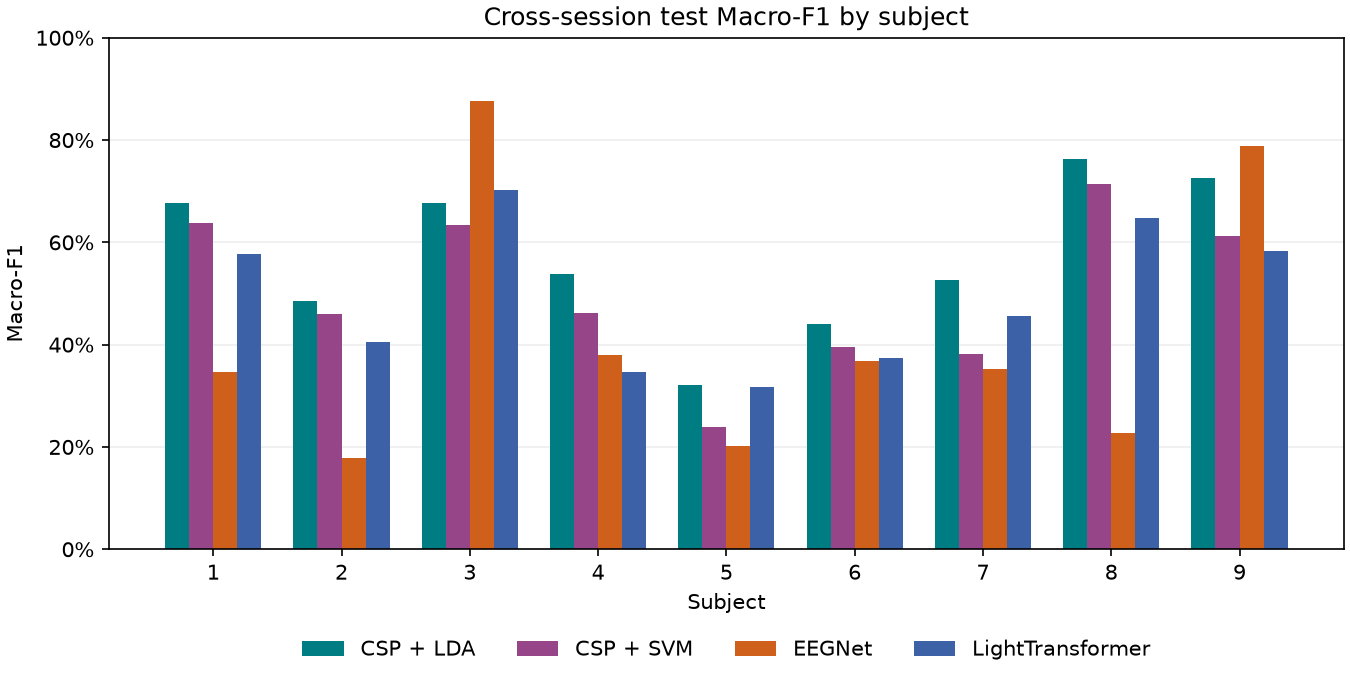 Cross-session test Macro-F1 by subject
100%
80%
60%
40%
20%
0%
Macro-F1
1 2 3 4 5 6 7 8 9
Subject
CSP + LDA CSP + SVM EEGNet LightTransformer